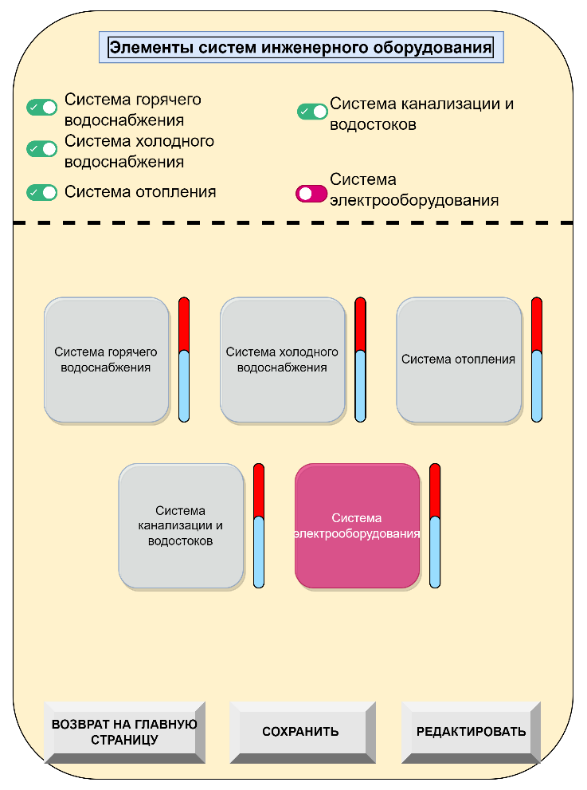 Элементы систем инженерного оборудования
Система горячего
водоснабжения
Система холодного
водоснабжения
Система отопления
Система канализации и
водостоков
Система
электрооборудования
Система горячего
водоснабжения
Система холодного
водоснабжения
Система отопления
Система
канализации и
водостоков
Система
электрооборудования
ВОЗВРАТ НА ГЛАВНУЮ
СТРАНИЦУ
СОХРАНИТЬ
РЕДАКТИРОВАТЬ